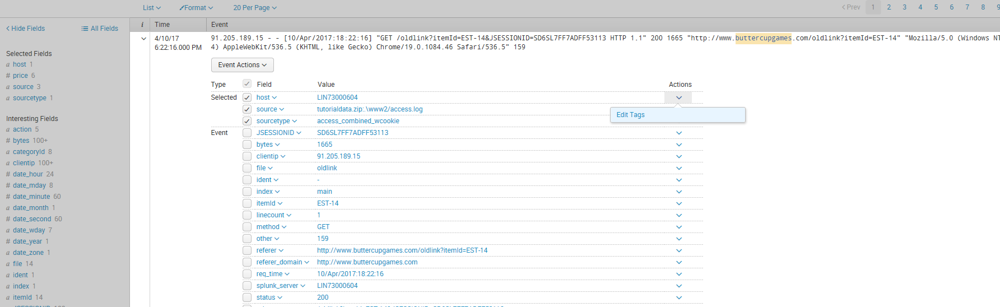 List Format 20 Per Page Prev 1 2 3 4 5 6 7 8 9
Hide Fields All Fields
i Time Event
Selected Fields
a host 1
# price 6
a source 3
a sourcetype 1
Interesting Fields
a action 5
# bytes 100+
a categoryId 8
a clientip 100+
# date_hour 24
# date_mday 8
# date_minute 60
a date_month 1
# date_second 60
a date_wday 7
# date_year 1
a date_zone 1
a file 14
a ident 1
a index 1
a itemId 14
4/10/17
6:22:16.000 PM
91.205.189.15 - - [10/Apr/2017:18:22:16] "GET /oldlink?itemId=EST-14&JSESSIONID=SD6SL7FF7ADFF53113 HTTP 1.1" 200 1665 "http://www.buttercupgames.com/oldlink?itemId=EST-14" "Mozilla/5.0 (Windows NT
4) AppleWebKit/536.5 (KHTML, like Gecko) Chrome/19.0.1084.46 Safari/536.5" 159
Event Actions
Type Field Value Actions
Selected host LIN73000604
source tutorialdata.zip:.\www2/access.log
Edit Tags
sourcetype access_combined_wcookie
Event JSESSIONID SD6SL7FF7ADFF53113
bytes 1665
clientip 91.205.189.15
file oldlink
ident -
index main
itemId EST-14
linecount 1
method GET
other 159
referer http://www.buttercupgames.com/oldlink?itemId=EST-14
referer_domain http://www.buttercupgames.com
req_time 10/Apr/2017:18:22:16
splunk_server LIN73000604
status 200